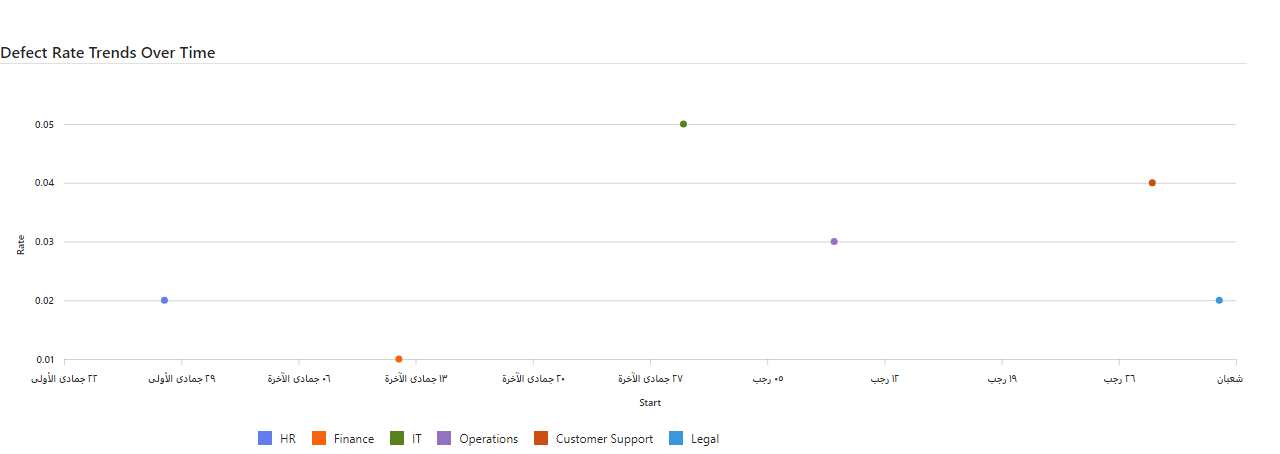 Defect Rate Trends Over Time
0.05
0.04
0.03
0.02
0.01
Rate
٢٢ جمادى الأولى ٢٩ جمادى الأولى ٠٦ جمادى الآخرة ١٣ جمادى الآخرة ٢٠ جمادى الآخرة ٢٧ جمادى الآخرة ٠٥ رجب ١٢ رجب ١٩ رجب ٢٦ رجب شعبان
Start
HR Finance IT Operations Customer Support Legal